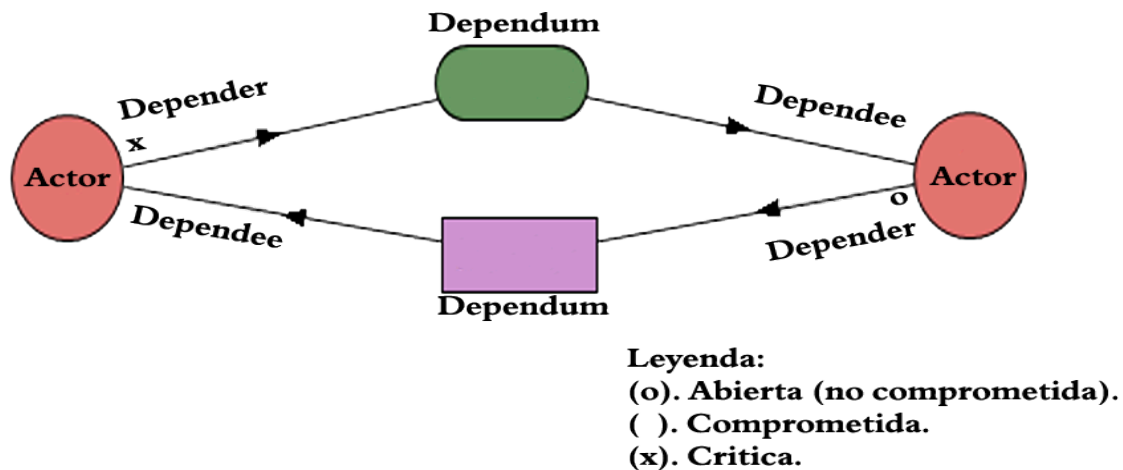 Dependum
Depender
x
Dependee
Actor
Actor
o
Dependee
Depender
Dependum
Leyenda:
(o). Abierta (no comprometida).
(  ). Comprometida.
(x). Critica.